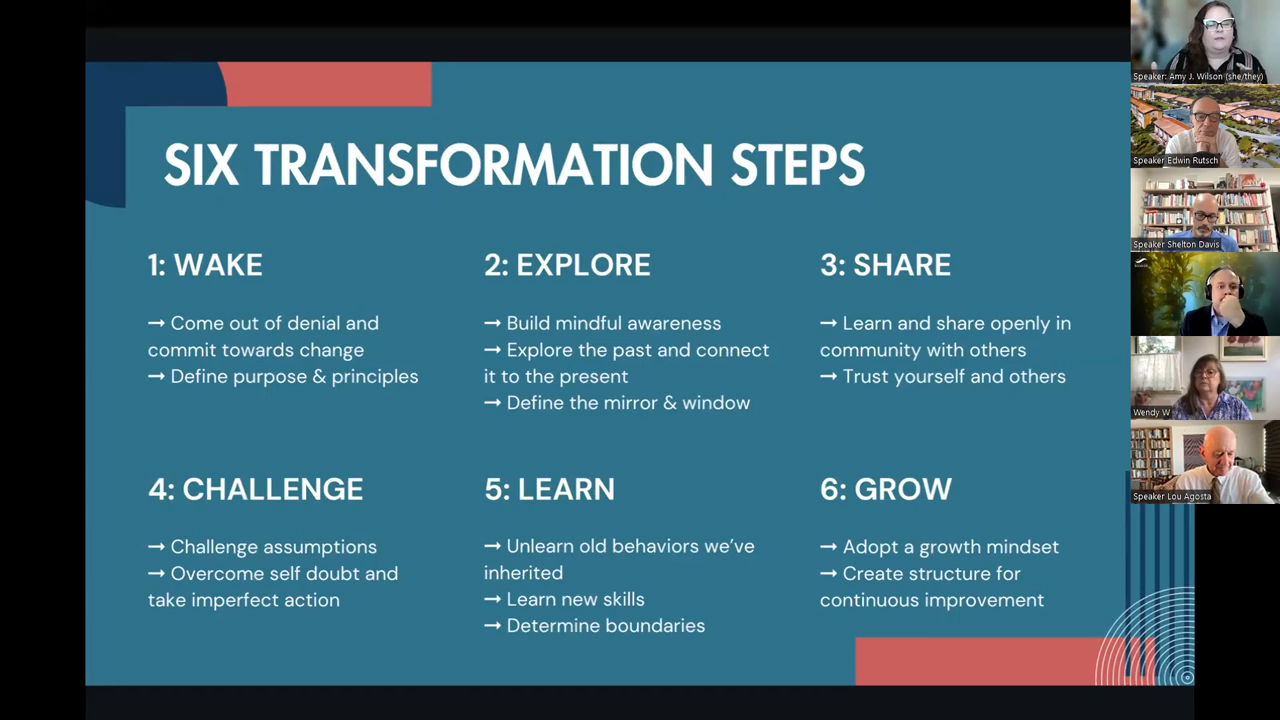 SIX TRANSFORMATION STEPS
1: WAKE
→ Come out of denial and
commit towards change
→ Define purpose & principles
2: EXPLORE
→ Build mindful awareness
→ Explore the past and connect
it to the present
→ Define the mirror & window
3: SHARE
→ Learn and share openly in
community with others
→ Trust yourself and others
4: CHALLENGE
→ Challenge assumptions
→ Overcome self doubt and
take imperfect action
5: LEARN
→ Unlearn old behaviors we’ve
inherited
→ Learn new skills
→ Determine boundaries
6: GROW
→ Adopt a growth mindset
→ Create structure for
continuous improvement
Speaker: Amy J. Wilson (she/they)
Speaker Edwin Rutsch
Speaker Shelton Davis
Wendy W
Speaker Lou Agosta